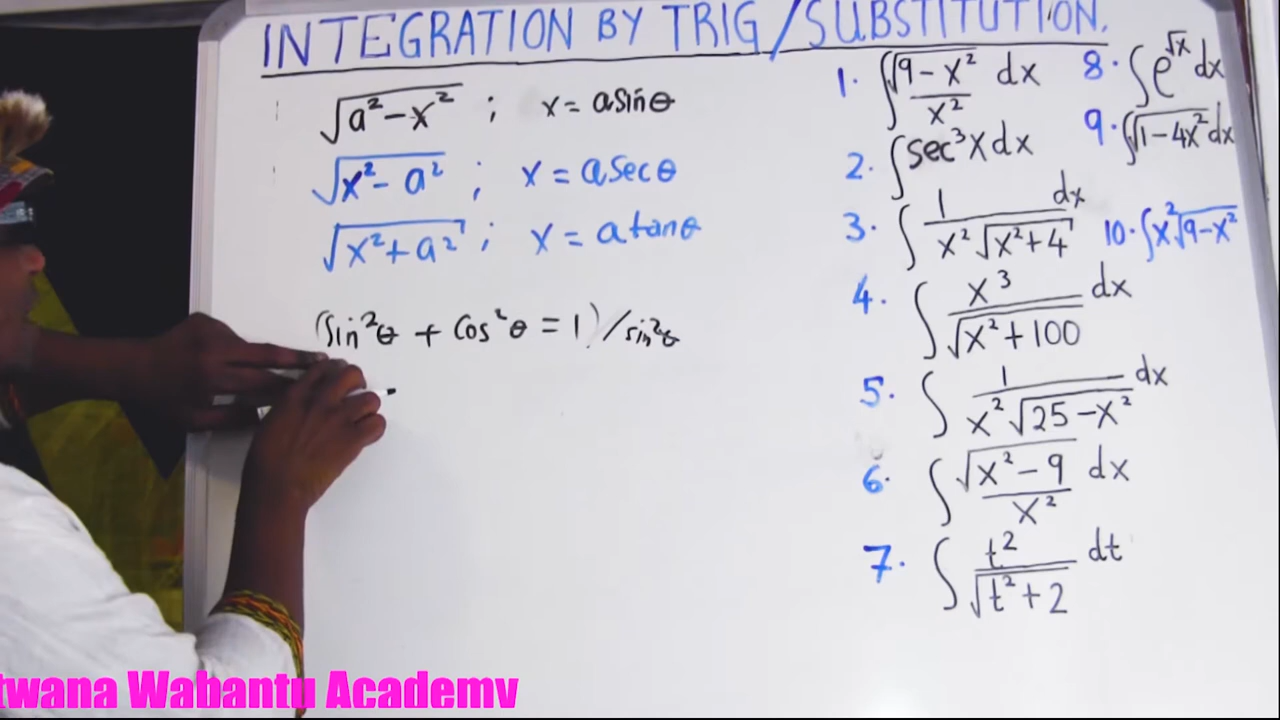 INTEGRATION BY TRIG/SUBSTITUTION.
√(a²-x²) ; x = a sinθ
√(x²-a²) ; x = a secθ
√(x²+a²) ; x = a tanθ
(sin²θ + cos²θ = 1)/sin²θ
1. ∫ √(9-x²)/x² dx
2. ∫ sec³x dx
3. ∫ 1/(x²√(x²+4)) dx
4. ∫ x³/√(x²+100) dx
5. ∫ 1/(x²√(25-x²)) dx
6. ∫ √(x²-9)/x² dx
7. ∫ t²/√(t²+2) dt
8. ∫ e^√x dx
9. ∫ √(1-4x²) dx
10. ∫ x²√(9-x²)
twana Wabantu Academy